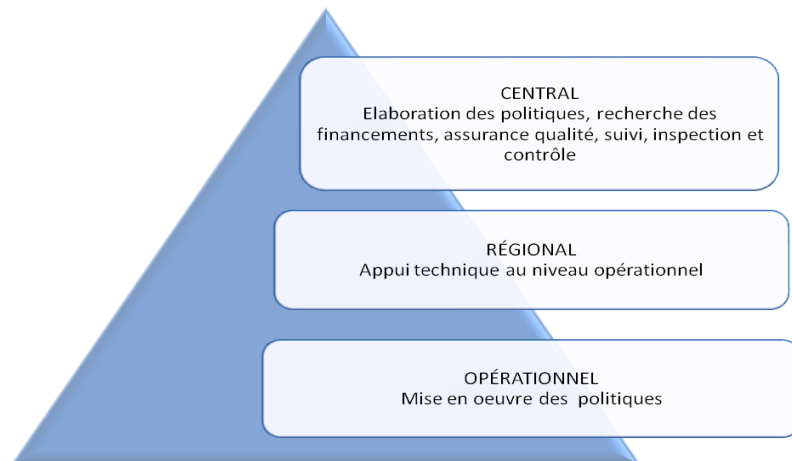 CENTRAL
Elaboration des politiques, recherche des
financements, assurance qualité, suivi, inspection et
contrôle
RÉGIONAL
Appui technique au niveau opérationnel
OPÉRATIONNEL
Mise en oeuvre des politiques